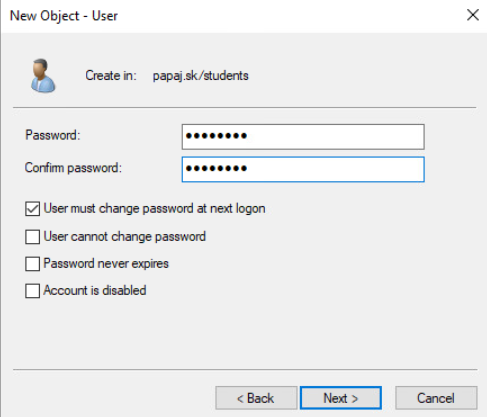 New Object - User
Create in: papaj.sk/students
Password: ●●●●●●●●
Confirm password: ●●●●●●●●
User must change password at next logon
User cannot change password
Password never expires
Account is disabled
< Back Next > Cancel